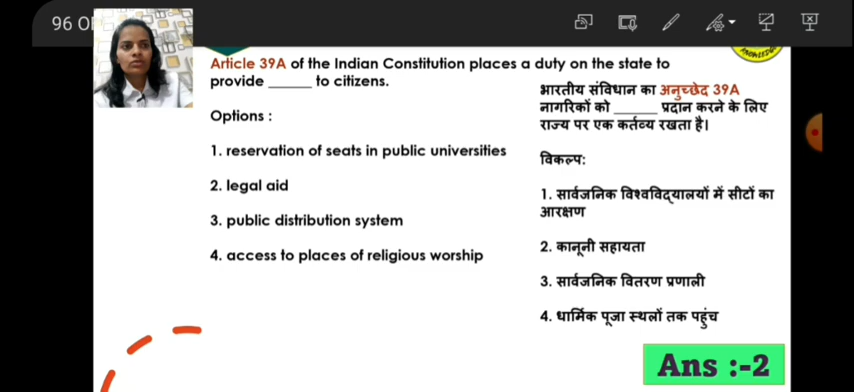 96 O
Article 39A of the Indian Constitution places a duty on the state to
provide ______ to citizens.
Options :
1. reservation of seats in public universities
2. legal aid
3. public distribution system
4. access to places of religious worship
भारतीय संविधान का अनुच्छेद 39A
नागरिकों को ______ प्रदान करने के लिए
राज्य पर एक कर्तव्य रखता है।
विकल्प:
1. सार्वजनिक विश्वविद्यालयों में सीटों का
आरक्षण
2. कानूनी सहायता
3. सार्वजनिक वितरण प्रणाली
4. धार्मिक पूजा स्थलों तक पहुंच
Ans :-2